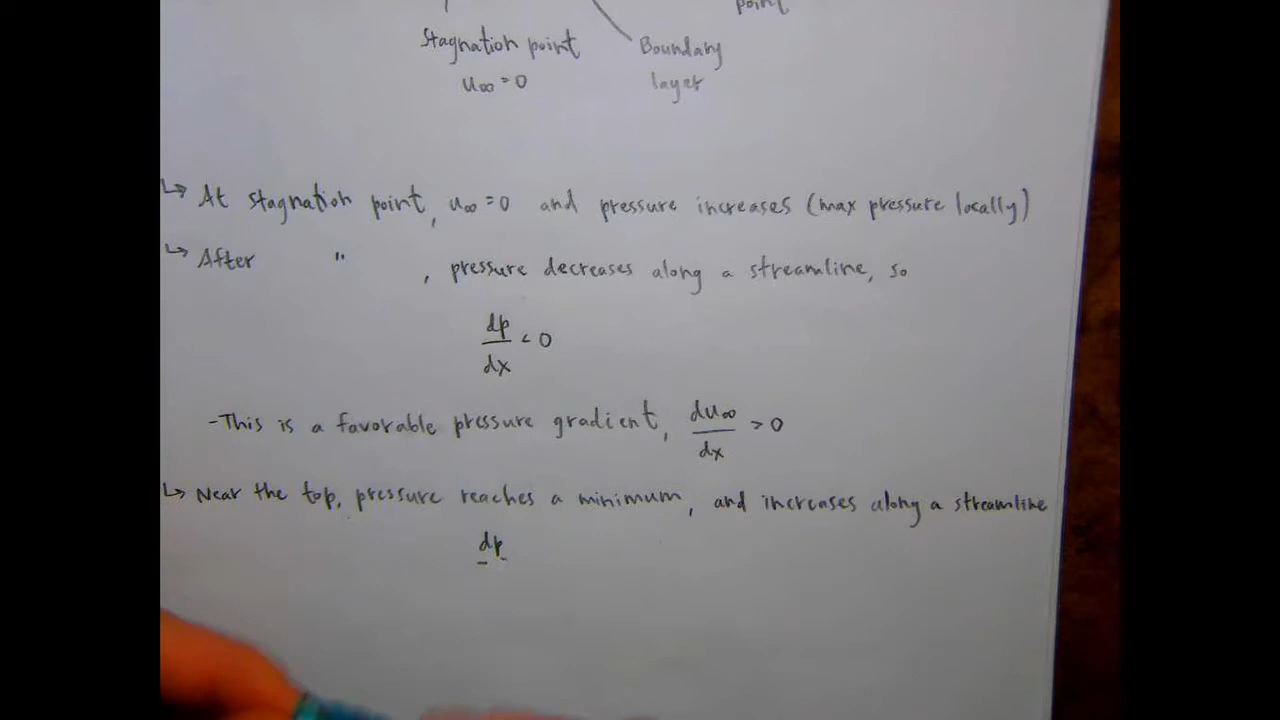 point
Stagnation point
u∞ = 0
Boundary
layer
↳ At stagnation point, u∞ = 0 and pressure increases (max pressure locally)
↳ After " , pressure decreases along a streamline, so
dp/dx < 0
- This is a favorable pressure gradient, du∞/dx > 0
↳ Near the top, pressure reaches a minimum, and increases along a streamline
dp